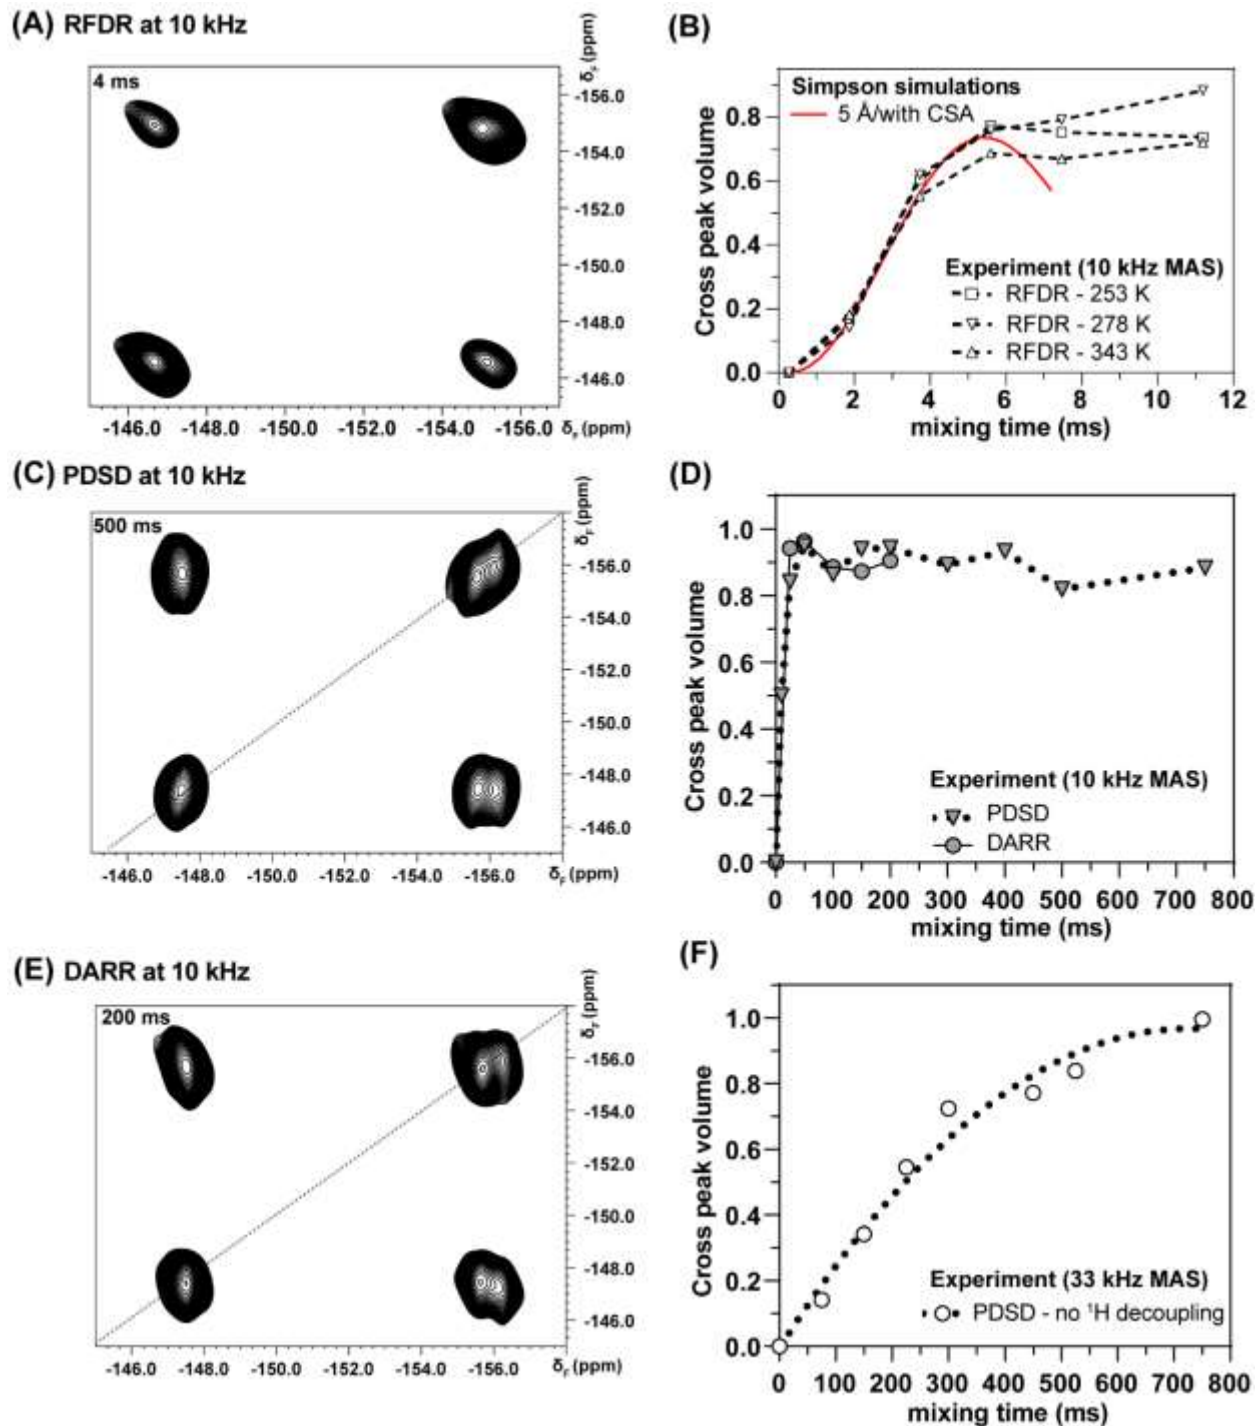 (A) RFDR at 10 kHz
4 ms
δF (ppm)
-156.0
-154.0
-152.0
-150.0
-148.0
-146.0
-146.0 -148.0 -150.0 -152.0 -154.0 -156.0 δF (ppm)
(B)
Simpson simulations
5 Å/with CSA
Experiment (10 kHz MAS)
RFDR - 253 K
RFDR - 278 K
RFDR - 343 K
Cross peak volume
0.8
0.6
0.4
0.2
0.0
0 2 4 6 8 10 12
mixing time (ms)
(C) PDSD at 10 kHz
500 ms
δF (ppm)
-156.0
-154.0
-152.0
-150.0
-148.0
-146.0
-146.0 -148.0 -150.0 -152.0 -154.0 -156.0 δF (ppm)
(D)
Cross peak volume
1.0
0.8
0.6
0.4
0.2
0.0
Experiment (10 kHz MAS)
PDSD
DARR
0 100 200 300 400 500 600 700 800
mixing time (ms)
(E) DARR at 10 kHz
200 ms
δF (ppm)
-156.0
-154.0
-152.0
-150.0
-148.0
-146.0
-146.0 -148.0 -150.0 -152.0 -154.0 -156.0 δF (ppm)
(F)
Cross peak volume
1.0
0.8
0.6
0.4
0.2
0.0
Experiment (33 kHz MAS)
PDSD - no ¹H decoupling
0 100 200 300 400 500 600 700 800
mixing time (ms)